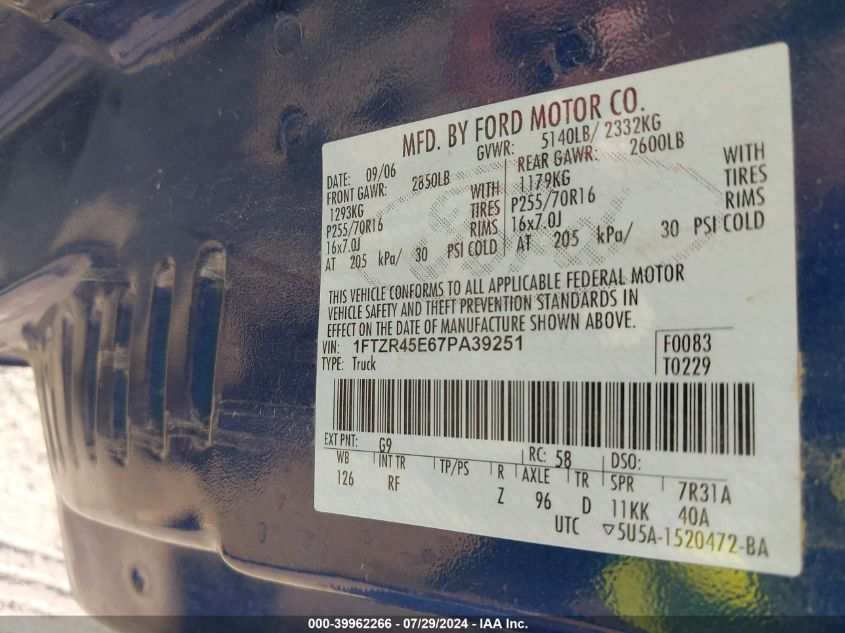 MFD. BY FORD MOTOR CO.
DATE: 09/06 GVWR: 5140LB/ 2332KG
FRONT GAWR: 2850LB REAR GAWR: 2600LB
1293KG WITH 1179KG WITH
P255/70R16 TIRES P255/70R16 TIRES
16x7.0J RIMS 16x7.0J RIMS
AT 205 kPa/ 30 PSI COLD AT 205 kPa/ 30 PSI COLD
THIS VEHICLE CONFORMS TO ALL APPLICABLE FEDERAL MOTOR
VEHICLE SAFETY AND THEFT PREVENTION STANDARDS IN
EFFECT ON THE DATE OF MANUFACTURE SHOWN ABOVE.
VIN: 1FTZR45E67PA39251 F0083
TYPE: Truck T0229
EXT PNT: G9 RC: 58 DSO:
WB INT TR TP/PS R AXLE TR SPR 7R31A
126 RF Z 96 D 11KK 40A
UTC ▽5U5A-1520472-BA
000-39962266 - 07/29/2024 - IAA Inc.